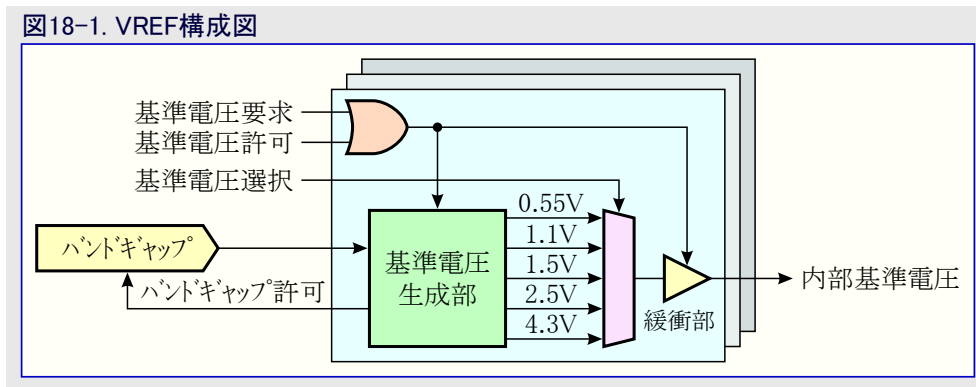 図18-1. VREF構成図
基準電圧要求
基準電圧許可
基準電圧選択
0.55V
1.1V
1.5V
2.5V
4.3V
バンドギャップ
バンドギャップ許可
基準電圧
生成部
緩衝部
内部基準電圧